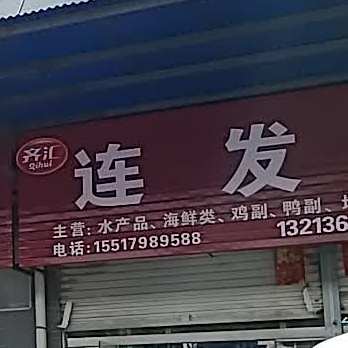 齐汇
Qihui
连发
主营：水产品、海鲜类、鸡副、鸭副、
电话：15517989588
132136